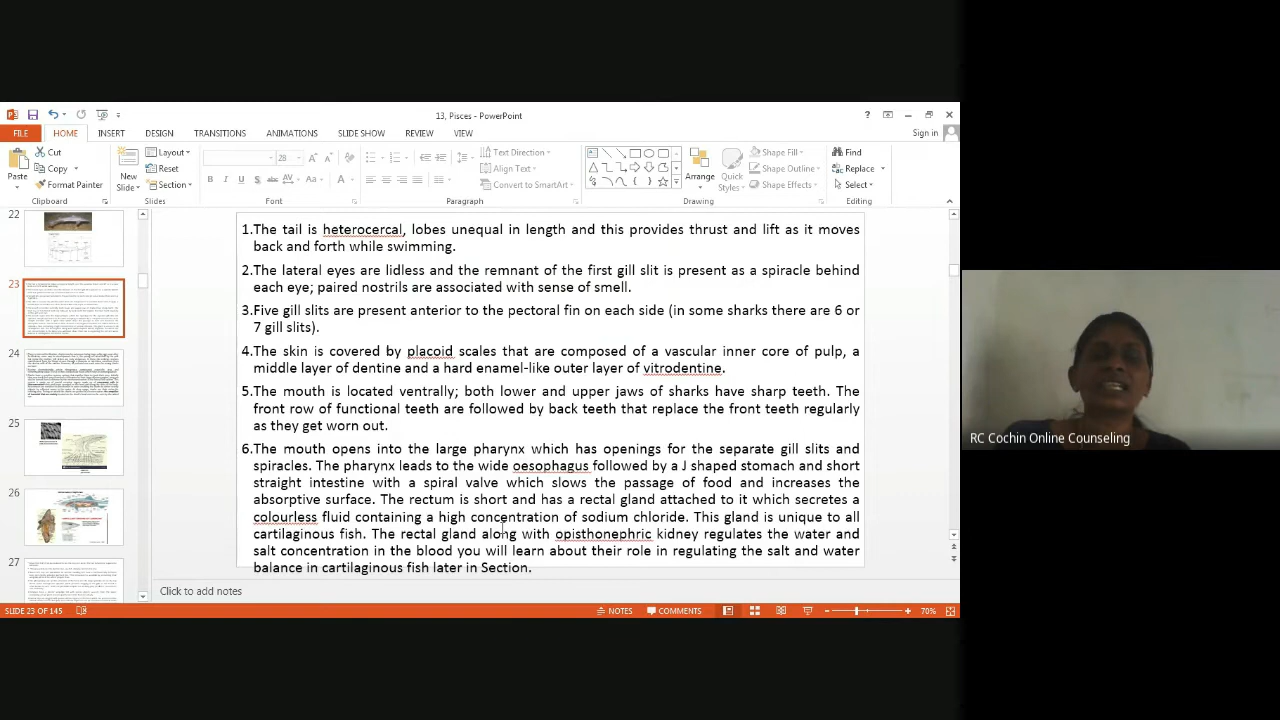 13, Pisces - PowerPoint
Sign in
FILE HOME INSERT DESIGN TRANSITIONS ANIMATIONS SLIDE SHOW REVIEW VIEW
Paste
Cut
Copy
Format Painter
Clipboard
New Slide
Layout
Reset
Section
Slides
28
B I U S abc AV Aa A
Font
Text Direction
Align Text
Convert to SmartArt
Paragraph
Arrange
Quick Styles
Shape Fill
Shape Outline
Shape Effects
Drawing
Find
Replace
Select
Editing
22
23
24
25
26
27
1.The tail is heterocercal, lobes unequal in length and this provides thrust and lift as it moves
back and forth while swimming.
2.The lateral eyes are lidless and the remnant of the first gill slit is present as a spiracle behind
each eye; paired nostrils are associated with sense of smell.
3.Five gill slits are present anterior to the pectoral fin on each side (in some sharks there are 6 or
7 gill slits).
4.The skin is covered by placoid scales that are composed of a vascular inner core of pulp, a
middle layer of dentine and a hard enamel-like outer layer of vitrodentine.
5.The mouth is located ventrally; both lower and upper jaws of sharks have sharp teeth. The
front row of functional teeth are followed by back teeth that replace the front teeth regularly
as they get worn out.
6.The mouth opens into the large pharynx which has openings for the separate gill slits and
spiracles. The pharynx leads to the wide oesophagus followed by a J shaped stomach and short
straight intestine with a spiral valve which slows the passage of food and increases the
absorptive surface. The rectum is short and has a rectal gland attached to it which secretes a
colourless fluid containing a high concentration of sodium chloride. This gland is unique to all
cartilaginous fish. The rectal gland along with opisthonephric kidney regulates the water and
salt concentration in the blood you will learn about their role in regulating the salt and water
balance in cartilaginous fish later in Section.
Click to add notes
SLIDE 23 OF 145
NOTES COMMENTS 70%
RC Cochin Online Counseling